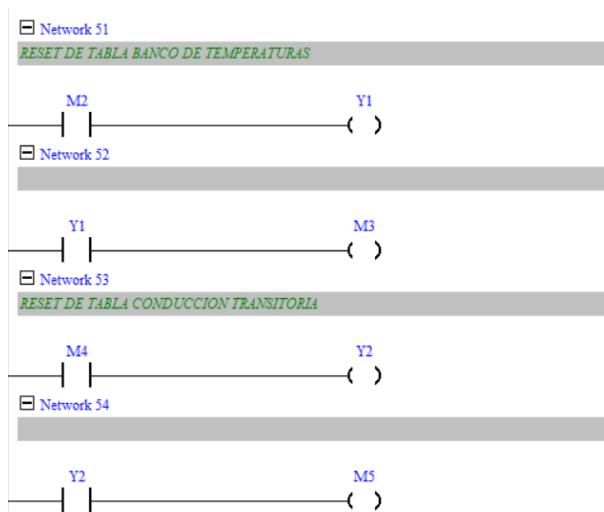 Network 51
RESET DE TABLA BANCO DE TEMPERATURAS
M2 Y1
Network 52
Y1 M3
Network 53
RESET DE TABLA CONDUCCION TRANSITORIA
M4 Y2
Network 54
Y2 M5